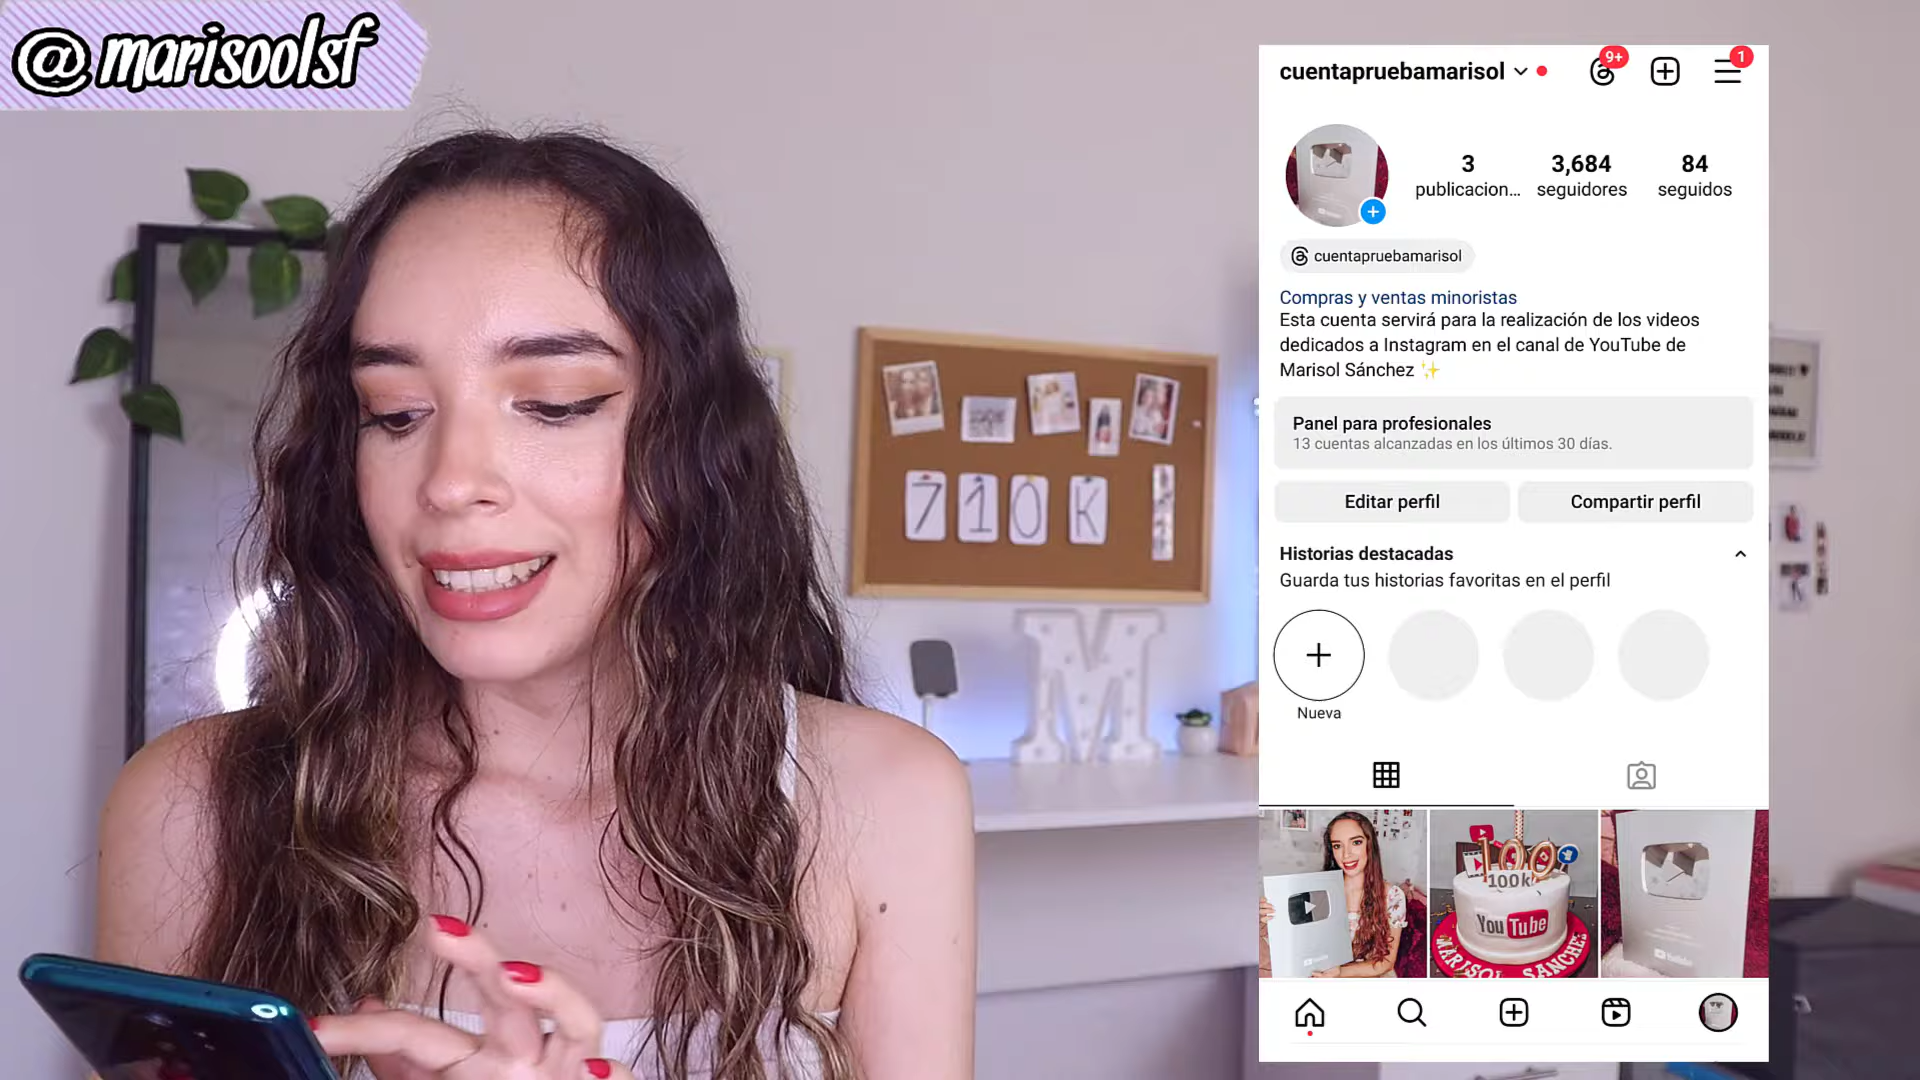 @marisoolsf
710K
cuentapruebamarisol
9+
1
3 3,684 84
publicacion... seguidores seguidos
cuentapruebamarisol
Compras y ventas minoristas
Esta cuenta servirá para la realización de los videos
dedicados a Instagram en el canal de YouTube de
Marisol Sánchez ✨
Panel para profesionales
13 cuentas alcanzadas en los últimos 30 días.
Editar perfil Compartir perfil
Historias destacadas
Guarda tus historias favoritas en el perfil
Nueva
100
100k
YouTube
MARISOL SANCHEZ
M